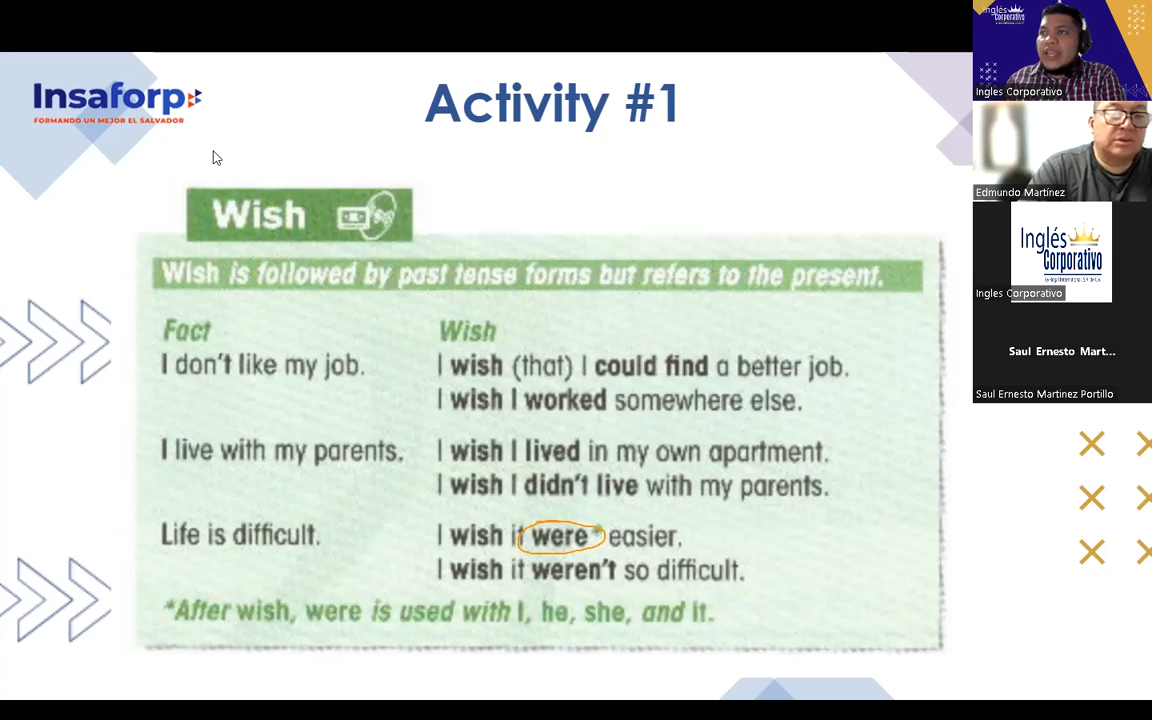 Insaforp
FORMANDO UN MEJOR EL SALVADOR
Activity #1
Wish
Wish is followed by past tense forms but refers to the present.
Fact Wish
I don't like my job. I wish (that) I could find a better job.
I wish I worked somewhere else.
I live with my parents. I wish I lived in my own apartment.
I wish I didn't live with my parents.
Life is difficult. I wish it were* easier.
I wish it weren't so difficult.
*After wish, were is used with I, he, she, and it.
Inglés
Corporativo
Ingles Corporativo
Edmundo Martínez
Inglés
Corporativo
Ingles Corporativo
Saul Ernesto Mart...
Saul Ernesto Martinez Portillo